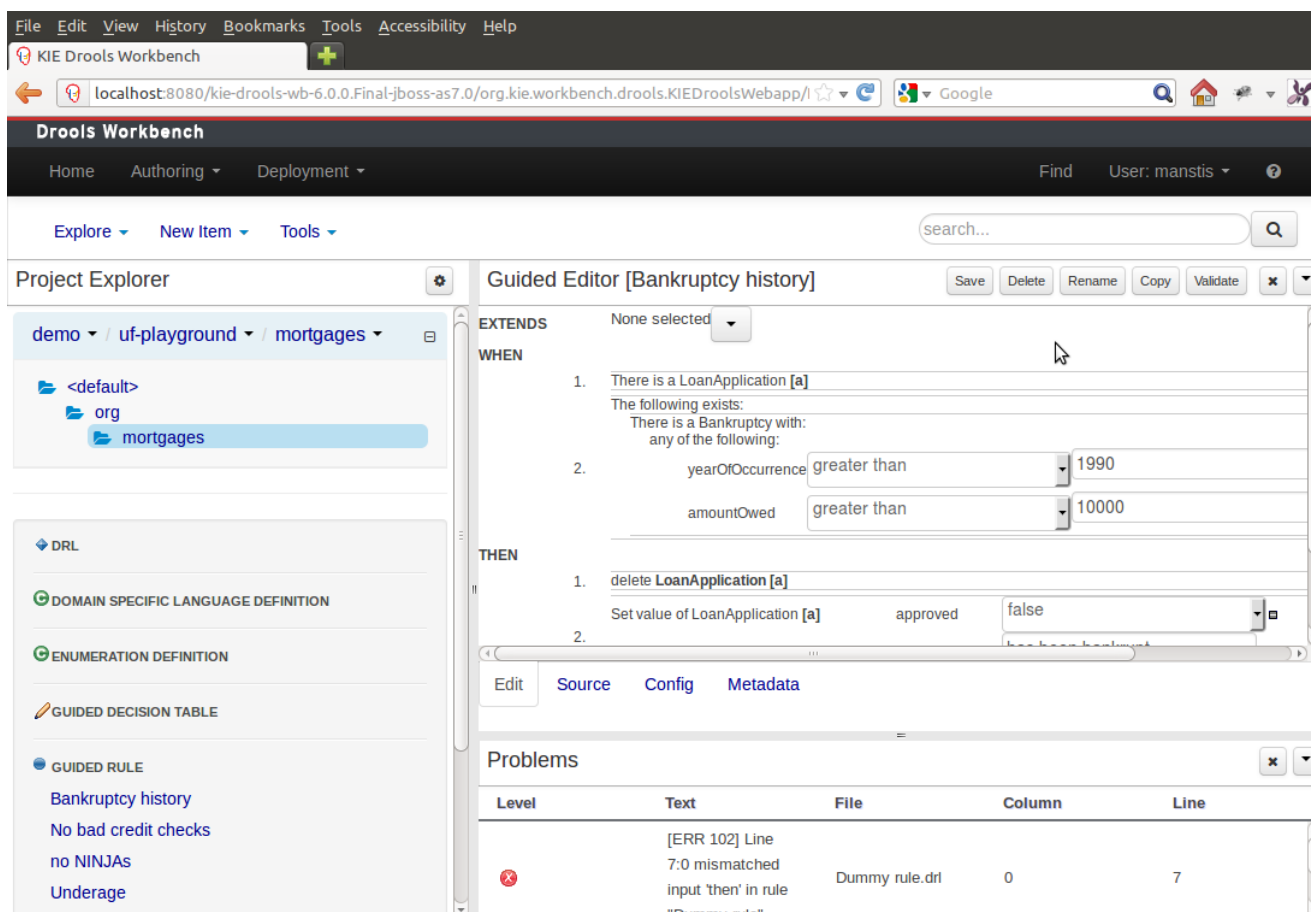 File Edit View History Bookmarks Tools Accessibility Help
KIE Drools Workbench
localhost:8080/kie-drools-wb-6.0.0.Final-jboss-as7.0/org.kie.workbench.drools.KIEDroolsWebapp/
Google
Drools Workbench
Home Authoring Deployment Find User: manstis
Explore New Item Tools search...
Project Explorer
demo / uf-playground / mortgages
<default>
org
mortgages
DRL
DOMAIN SPECIFIC LANGUAGE DEFINITION
ENUMERATION DEFINITION
GUIDED DECISION TABLE
GUIDED RULE
Bankruptcy history
No bad credit checks
no NINJAs
Underage
Guided Editor [Bankruptcy history] Save Delete Rename Copy Validate
EXTENDS None selected
WHEN
1. There is a LoanApplication [a]
The following exists:
There is a Bankruptcy with:
any of the following:
2. yearOfOccurrence greater than 1990
amountOwed greater than 10000
THEN
1. delete LoanApplication [a]
Set value of LoanApplication [a] approved false
2. has been bankrupt
Edit Source Config Metadata
Problems
Level Text File Column Line
[ERR 102] Line
7:0 mismatched
input 'then' in rule Dummy rule.drl 0 7
"Dummy rule"